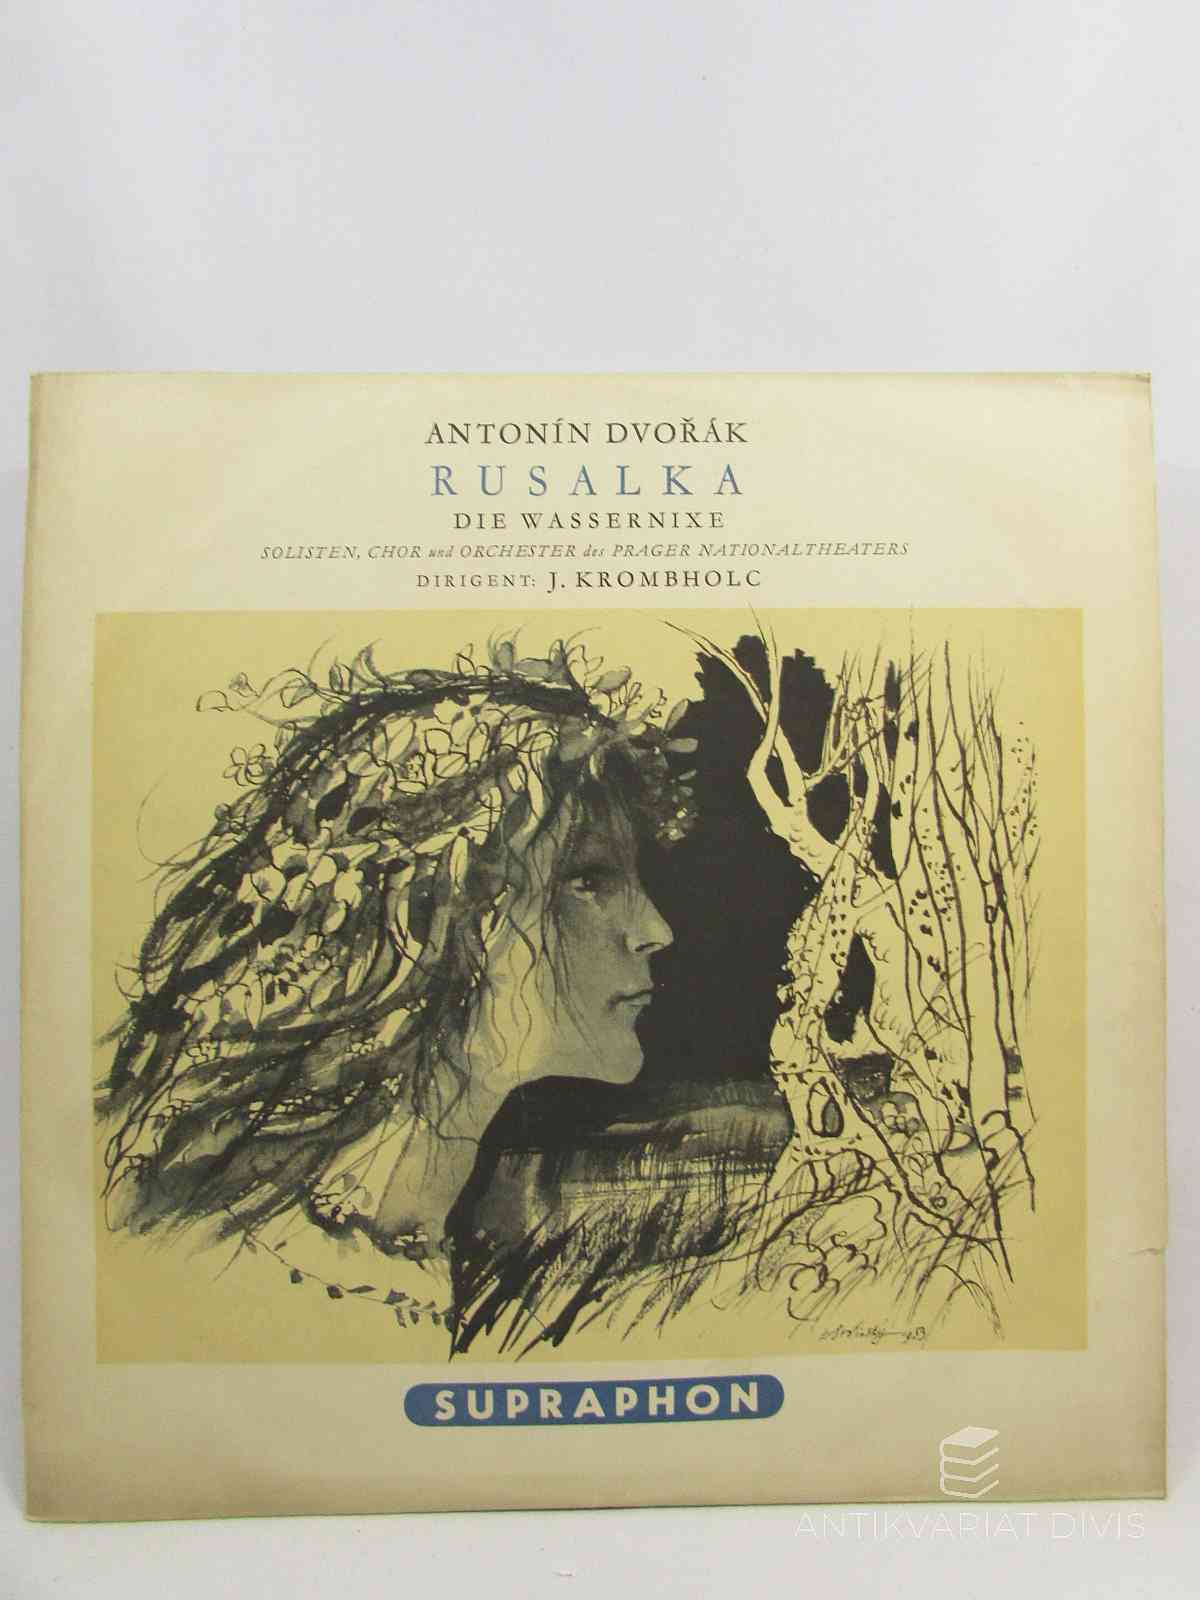 ANTONÍN DVOŘÁK
RUSALKA
DIE WASSERNIXE
SOLISTEN, CHOR und ORCHESTER des PRAGER NATIONALTHEATERS
DIRIGENT: J. KROMBHOLC
SUPRAPHON
ANTIKVARIAT DIVIS